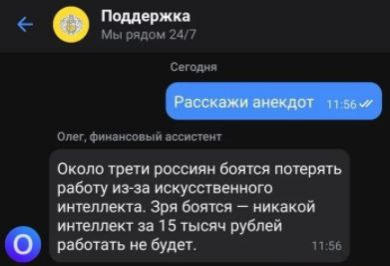 Поддержка
Мы рядом 24/7
Сегодня
Расскажи анекдот 11:56
Олег, финансовый ассистент
Около трети россиян боятся потерять
работу из-за искусственного
интеллекта. Зря боятся — никакой
интеллект за 15 тысяч рублей
работать не будет. 11:56
О